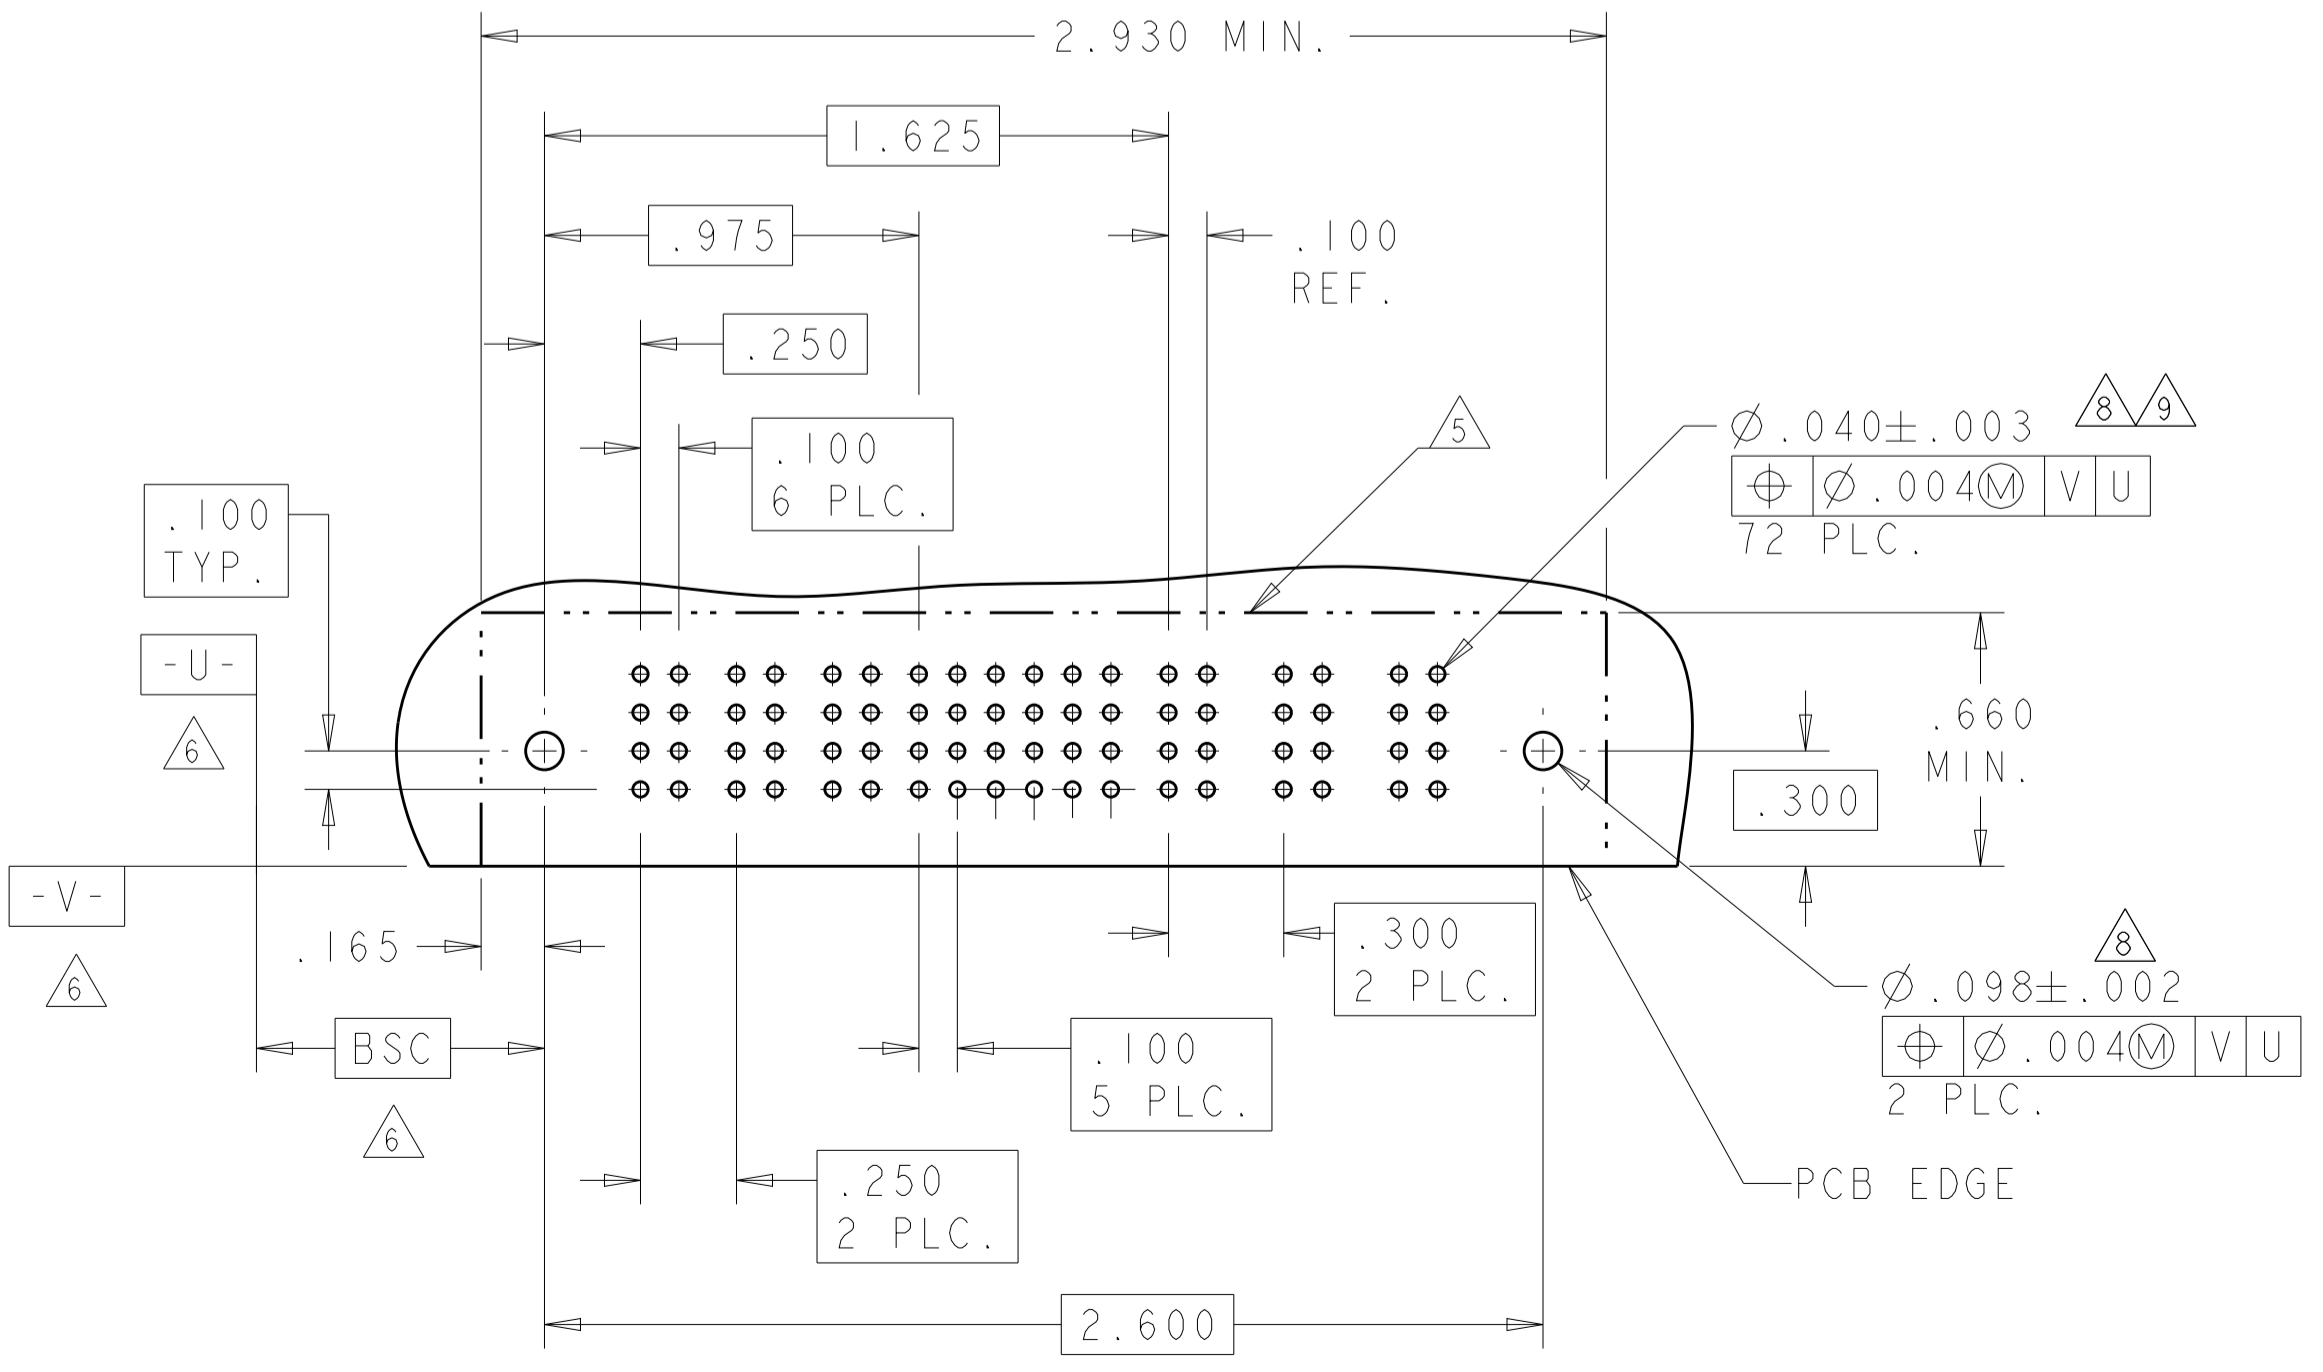 2.930 MIN.
1.625
.975
.100
REF.
.250
.100
6 PLC.
5
8 9
Ø.040±.003
⌖ Ø.004Ⓜ V U
72 PLC.
.100
TYP.
-U-
6
.660
MIN.
.300
-V-
6
.165
.300
2 PLC.
8
Ø.098±.002
⌖ Ø.004Ⓜ V U
2 PLC.
BSC
6
.100
5 PLC.
.250
2 PLC.
PCB EDGE
2.600